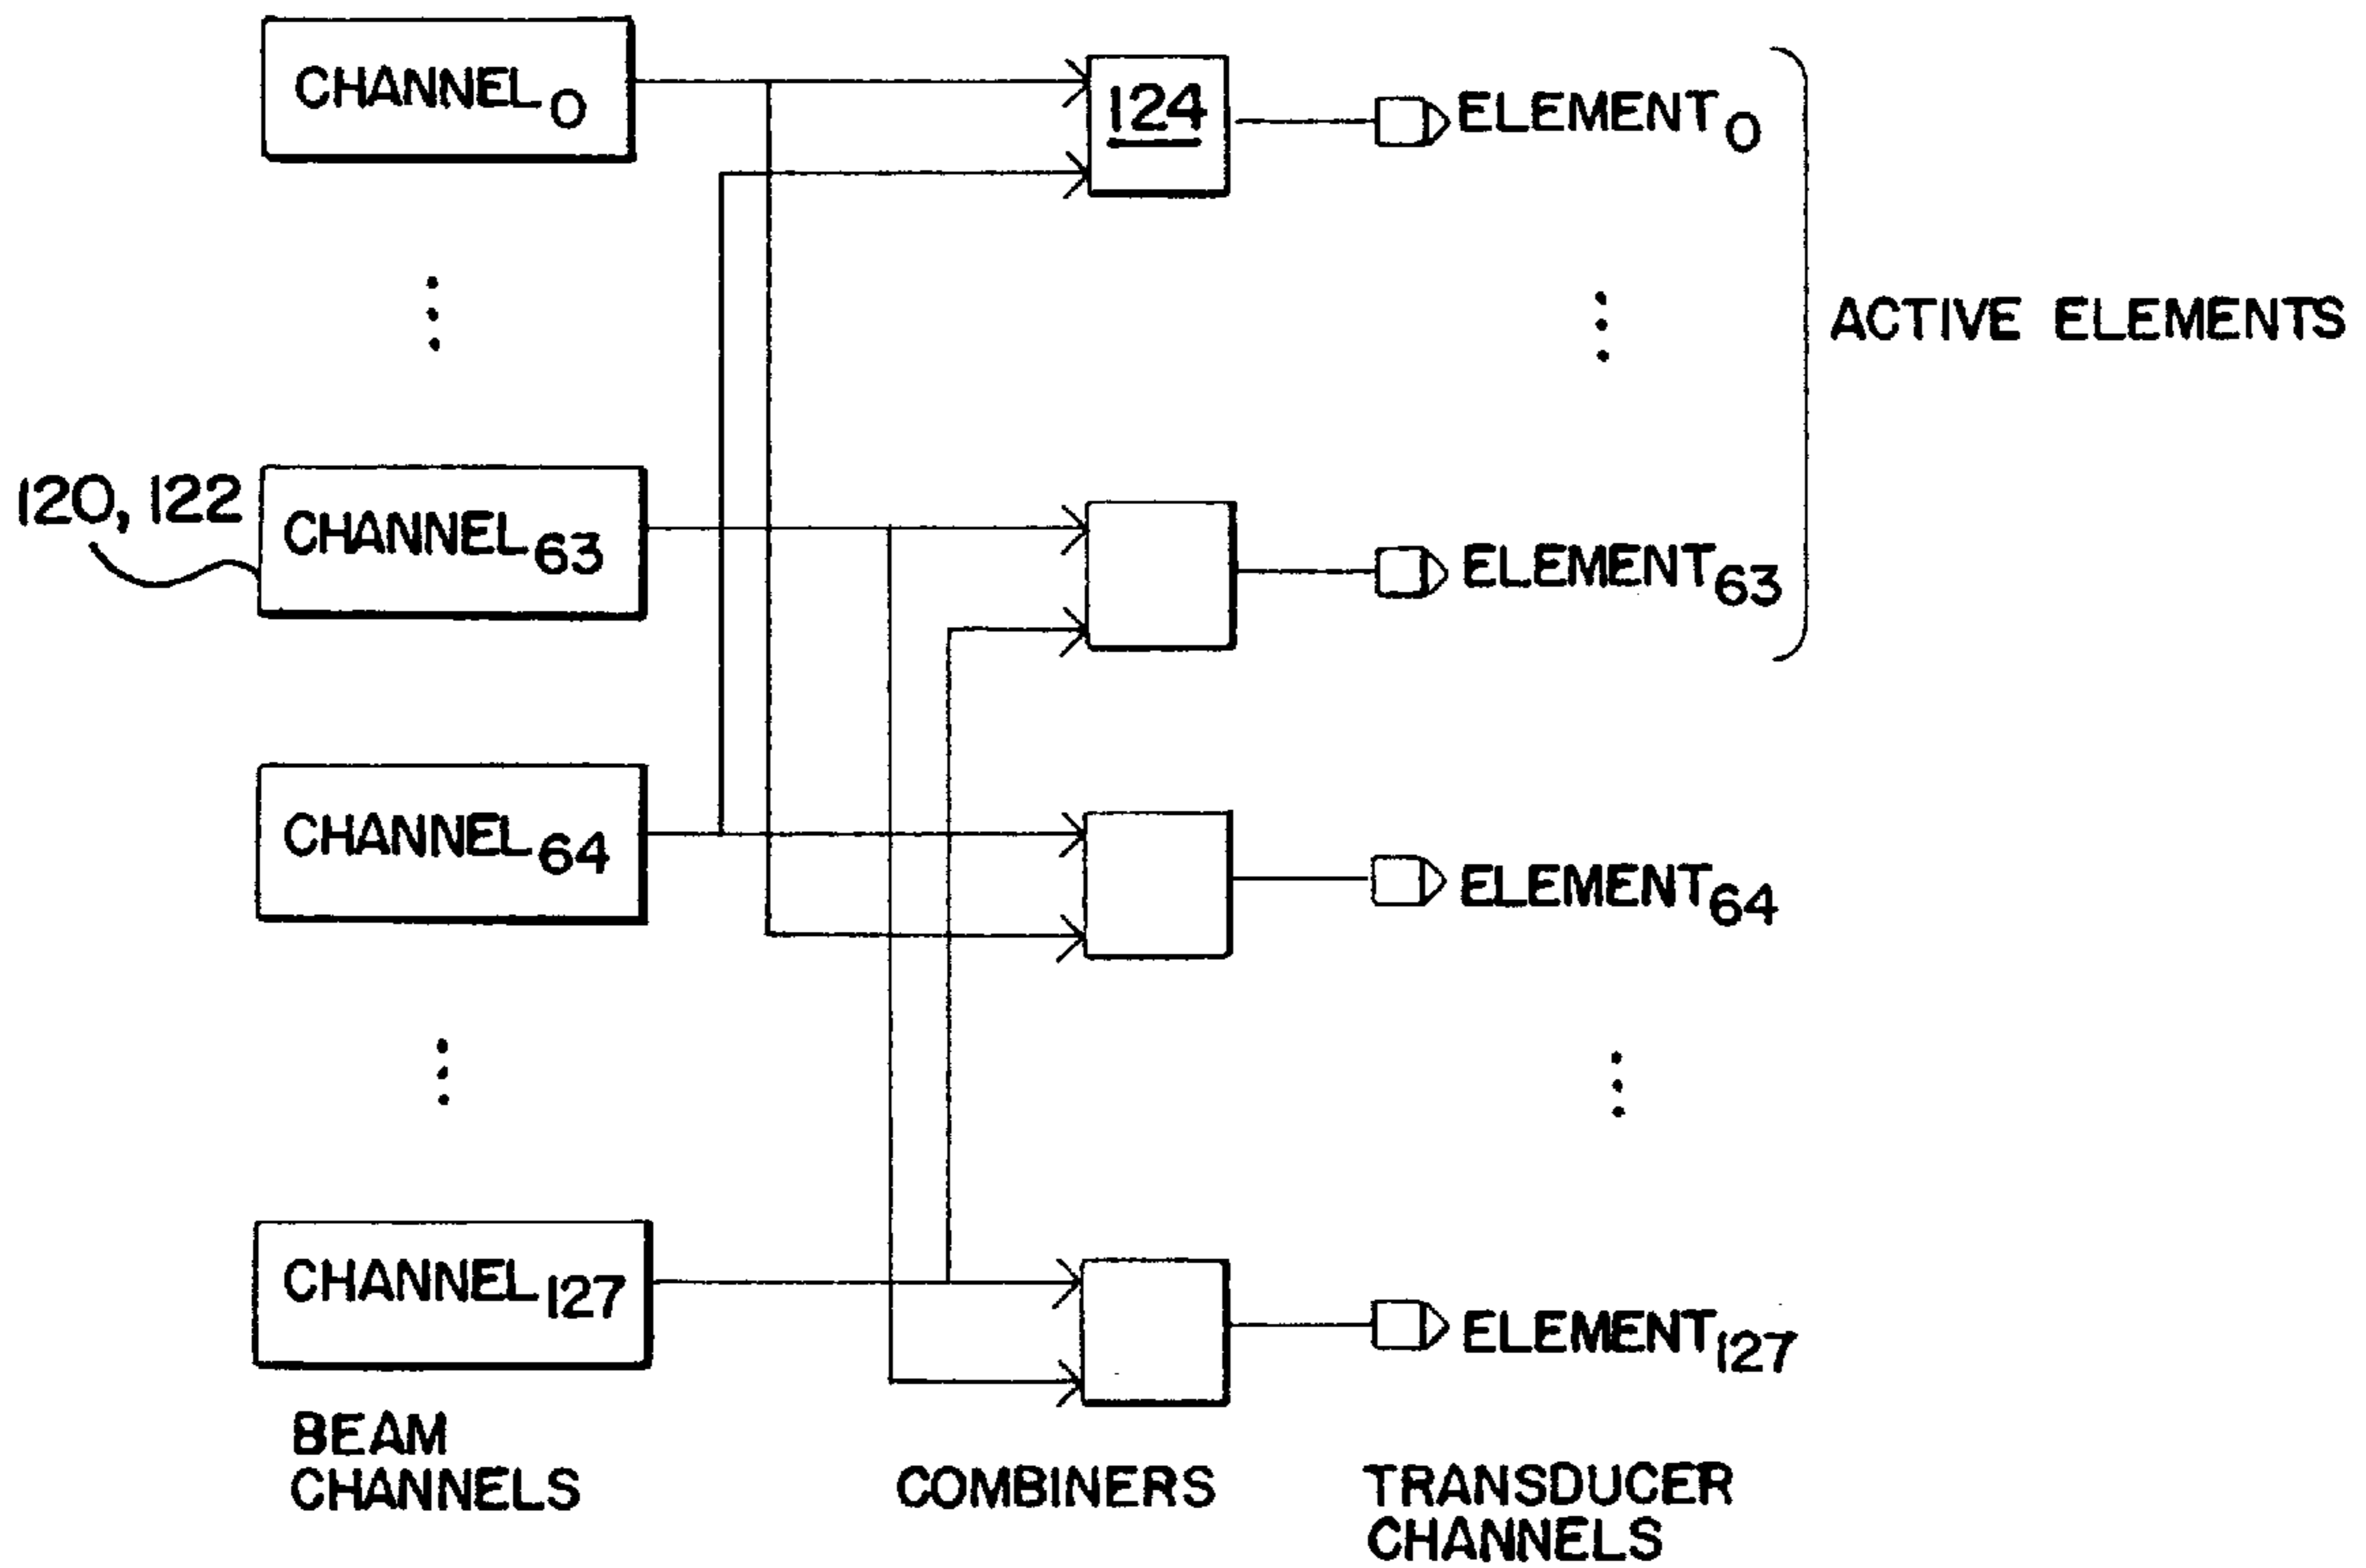 CHANNEL0
124
ELEMENT0
ACTIVE ELEMENTS
120, 122
CHANNEL63
ELEMENT63
CHANNEL64
ELEMENT64
CHANNEL127
ELEMENT127
BEAM
CHANNELS
COMBINERS
TRANSDUCER
CHANNELS